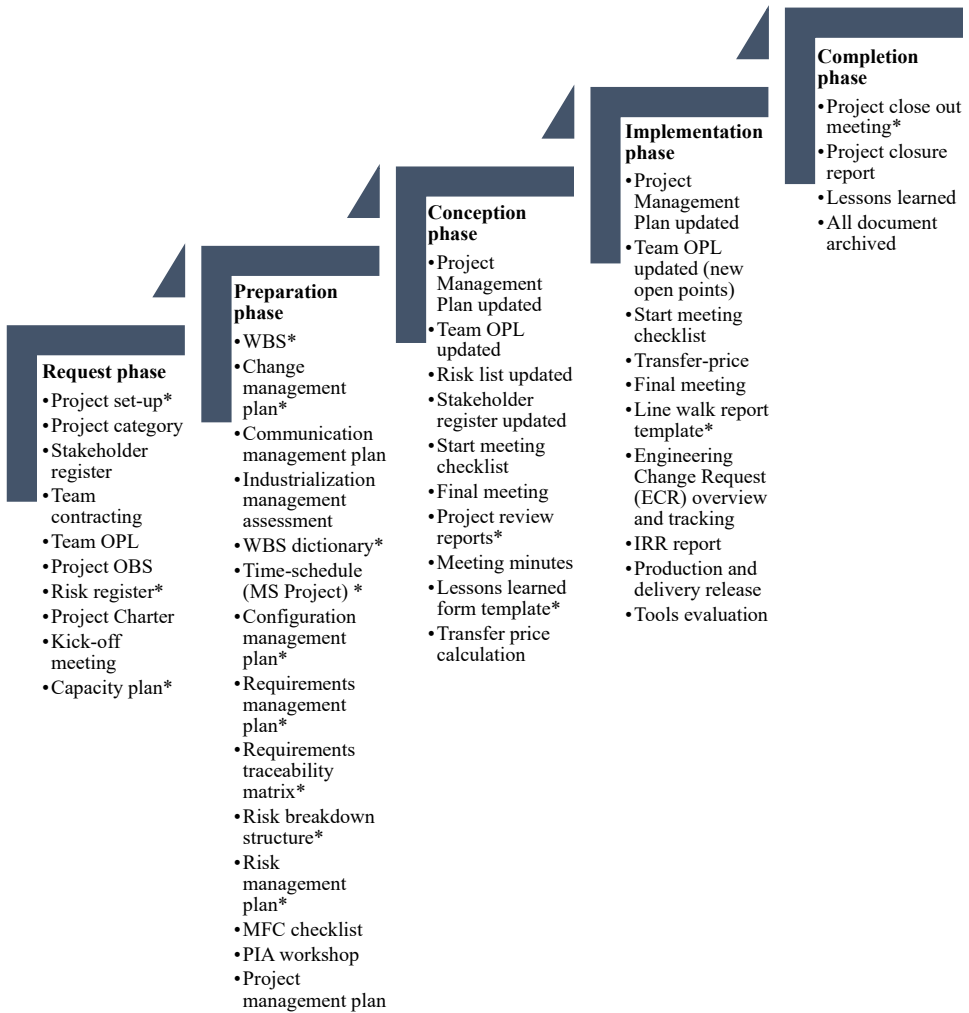 Request phase
•Project set-up*
•Project category
•Stakeholder
register
•Team
contracting
•Team OPL
•Project OBS
•Risk register*
•Project Charter
•Kick-off
meeting
•Capacity plan*
Preparation
phase
•WBS*
•Change
management
plan*
•Communication
management plan
•Industrialization
management
assessment
•WBS dictionary*
•Time-schedule
(MS Project) *
•Configuration
management
plan*
•Requirements
management
plan*
•Requirements
traceability
matrix*
•Risk breakdown
structure*
•Risk
management
plan*
•MFC checklist
•PIA workshop
•Project
management plan
Conception
phase
•Project
Management
Plan updated
•Team OPL
updated
•Risk list updated
•Stakeholder
register updated
•Start meeting
checklist
•Final meeting
•Project review
reports*
•Meeting minutes
•Lessons learned
form template*
•Transfer price
calculation
Implementation
phase
•Project
Management
Plan updated
•Team OPL
updated (new
open points)
•Start meeting
checklist
•Transfer-price
•Final meeting
•Line walk report
template*
•Engineering
Change Request
(ECR) overview
and tracking
•IRR report
•Production and
delivery release
•Tools evaluation
Completion
phase
•Project close out
meeting*
•Project closure
report
•Lessons learned
•All document
archived